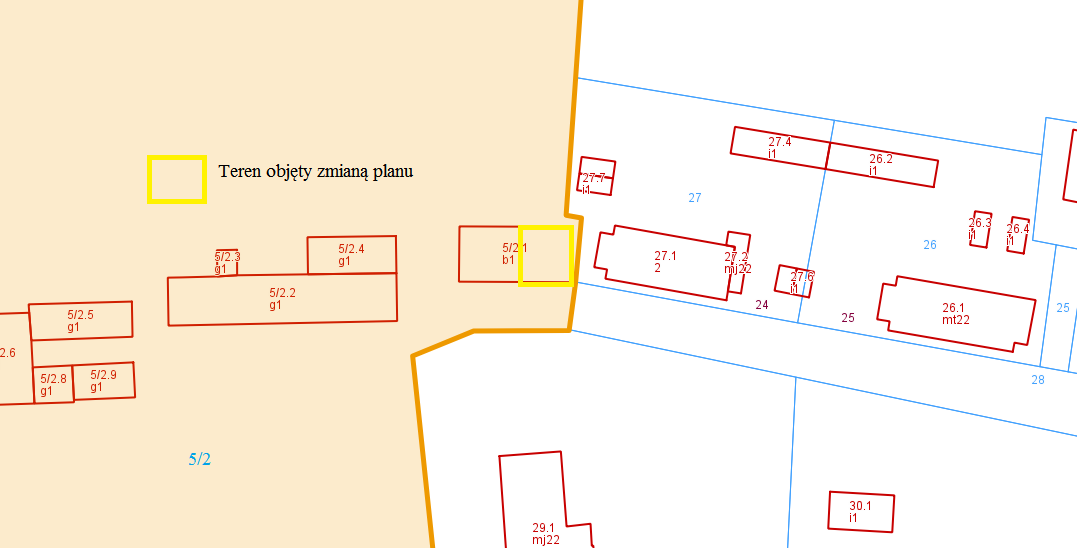 27.4
i1
26.2
i1
Teren objęty zmianą planu
27.7
i1
27
26.3
i1
26.4
i1
26
5/2.3
g1
5/2.4
g1
5/2.1
b1
27.1
2
27.2
mj22
27.6
i1
5/2.2
g1
24
25
26.1
mt22
25
5/2.5
g1
2.6
5/2.8
g1
5/2.9
g1
28
5/2
29.1
mj22
30.1
i1